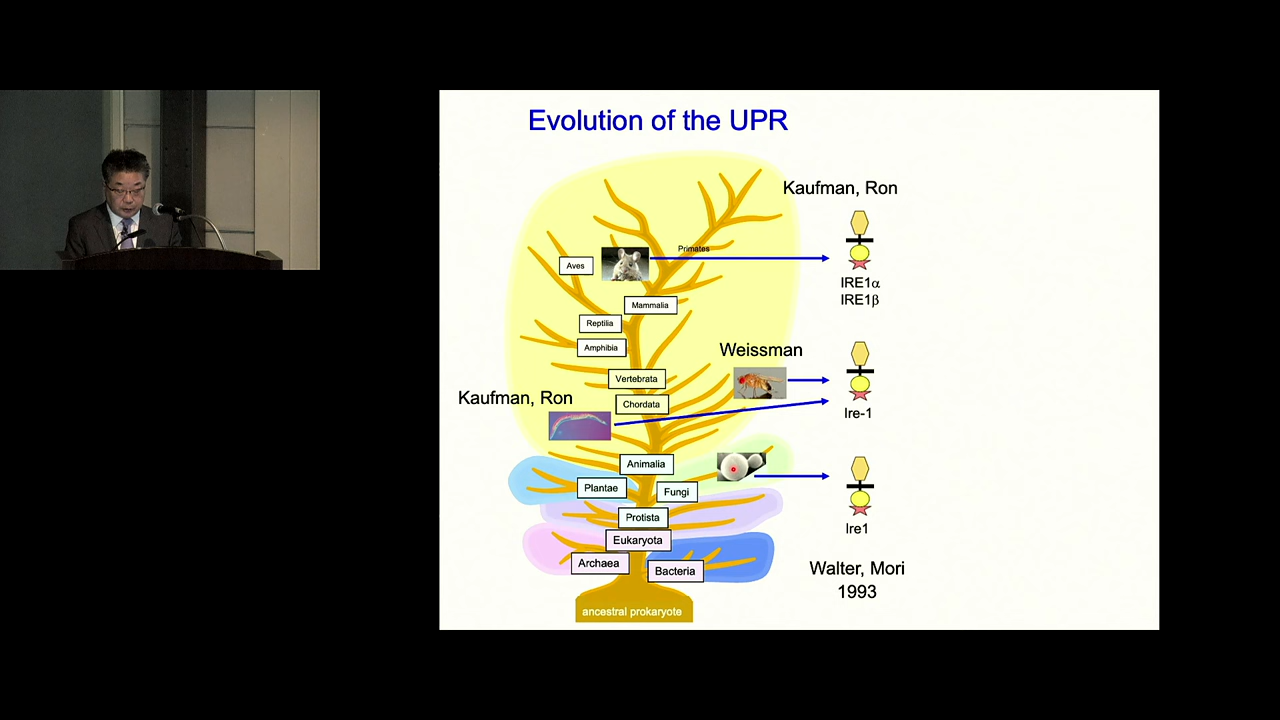 Evolution of the UPR
Kaufman, Ron
Primates
Aves
IRE1α
IRE1β
Mammalia
Reptilia
Amphibia
Weissman
Vertebrata
Kaufman, Ron
Chordata
Ire-1
Animalia
Plantae
Fungi
Protista
Ire1
Eukaryota
Archaea
Bacteria
Walter, Mori
1993
ancestral prokaryote